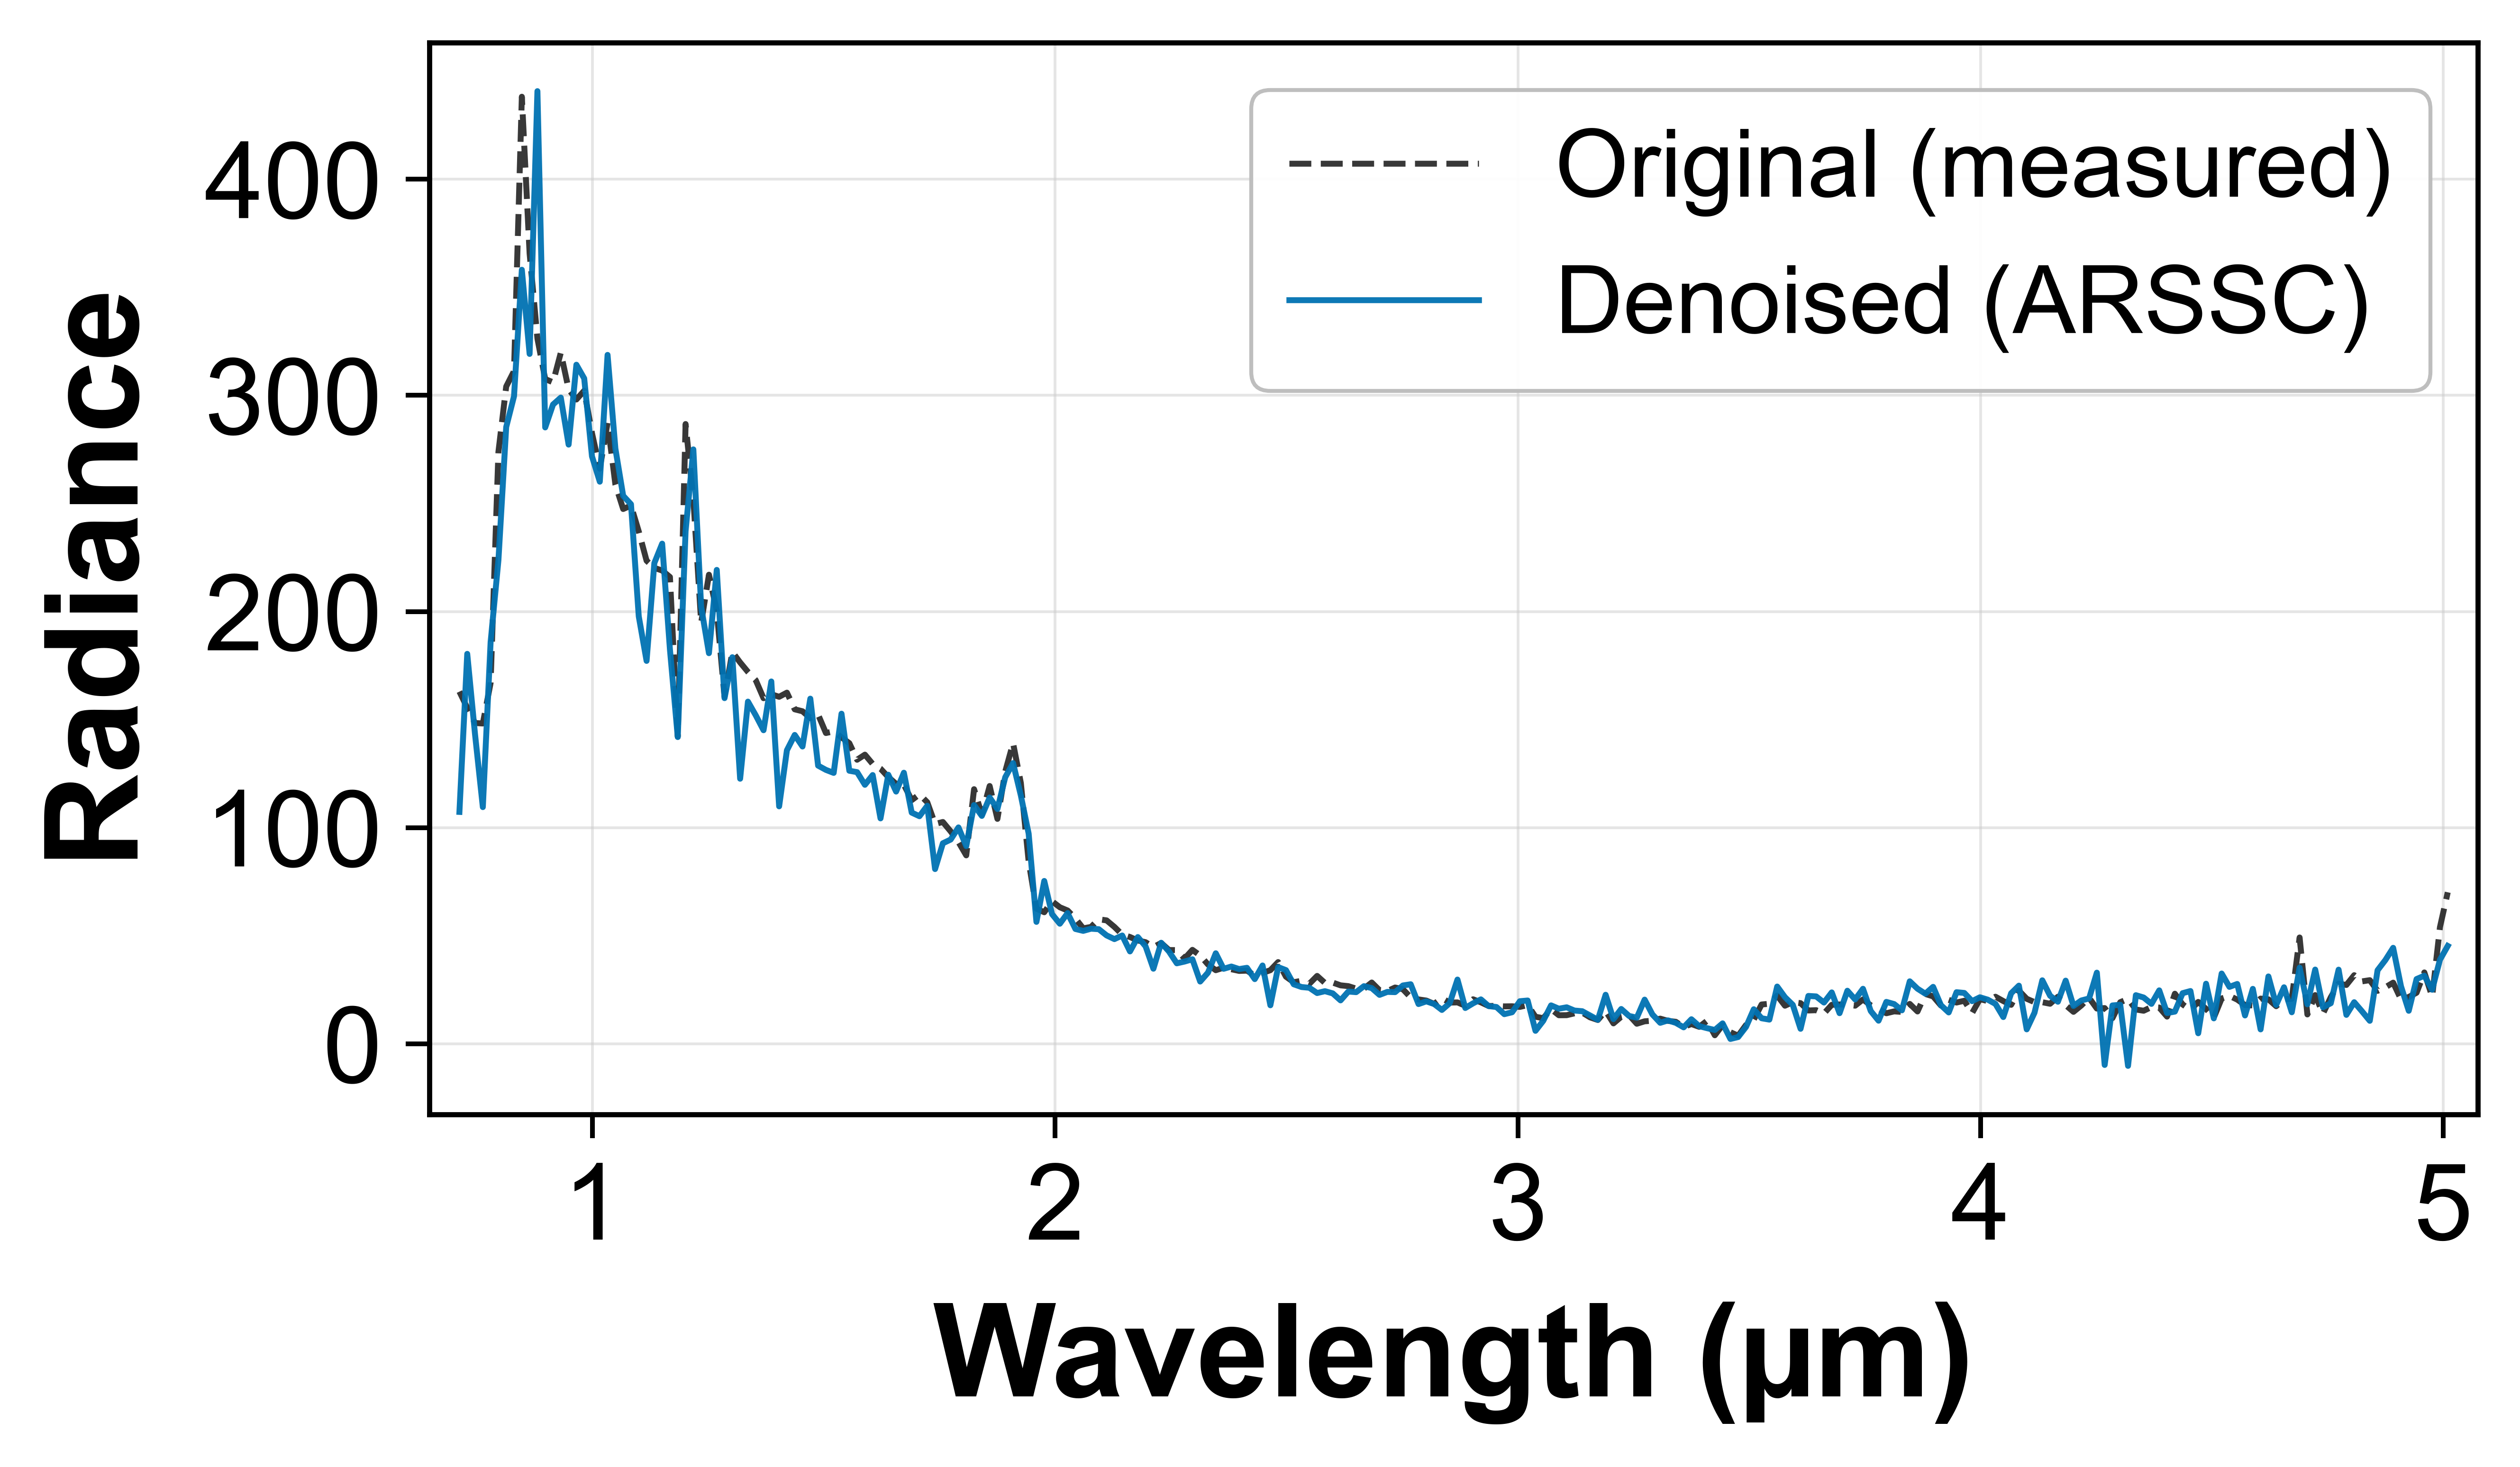 Radiance
400
300
200
100
0
Original (measured)
Denoised (ARSSC)
1 2 3 4 5
Wavelength (μm)